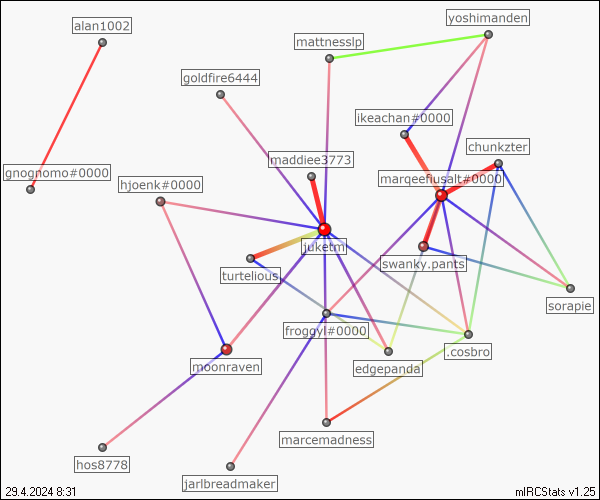 yoshimanden
alan1002
mattnesslp
goldfire6444
ikeachan#0000
chunkzter
maddiee3773
gnognomo#0000
marqeefiusalt#0000
hjoenk#0000
juketm
swanky.pants
turtelious
sorapie
froggyl#0000
.cosbro
moonraven
edgepanda
marcemadness
hos8778
jarlbreadmaker
29.4.2024 8:31
mIRCStats v1.25